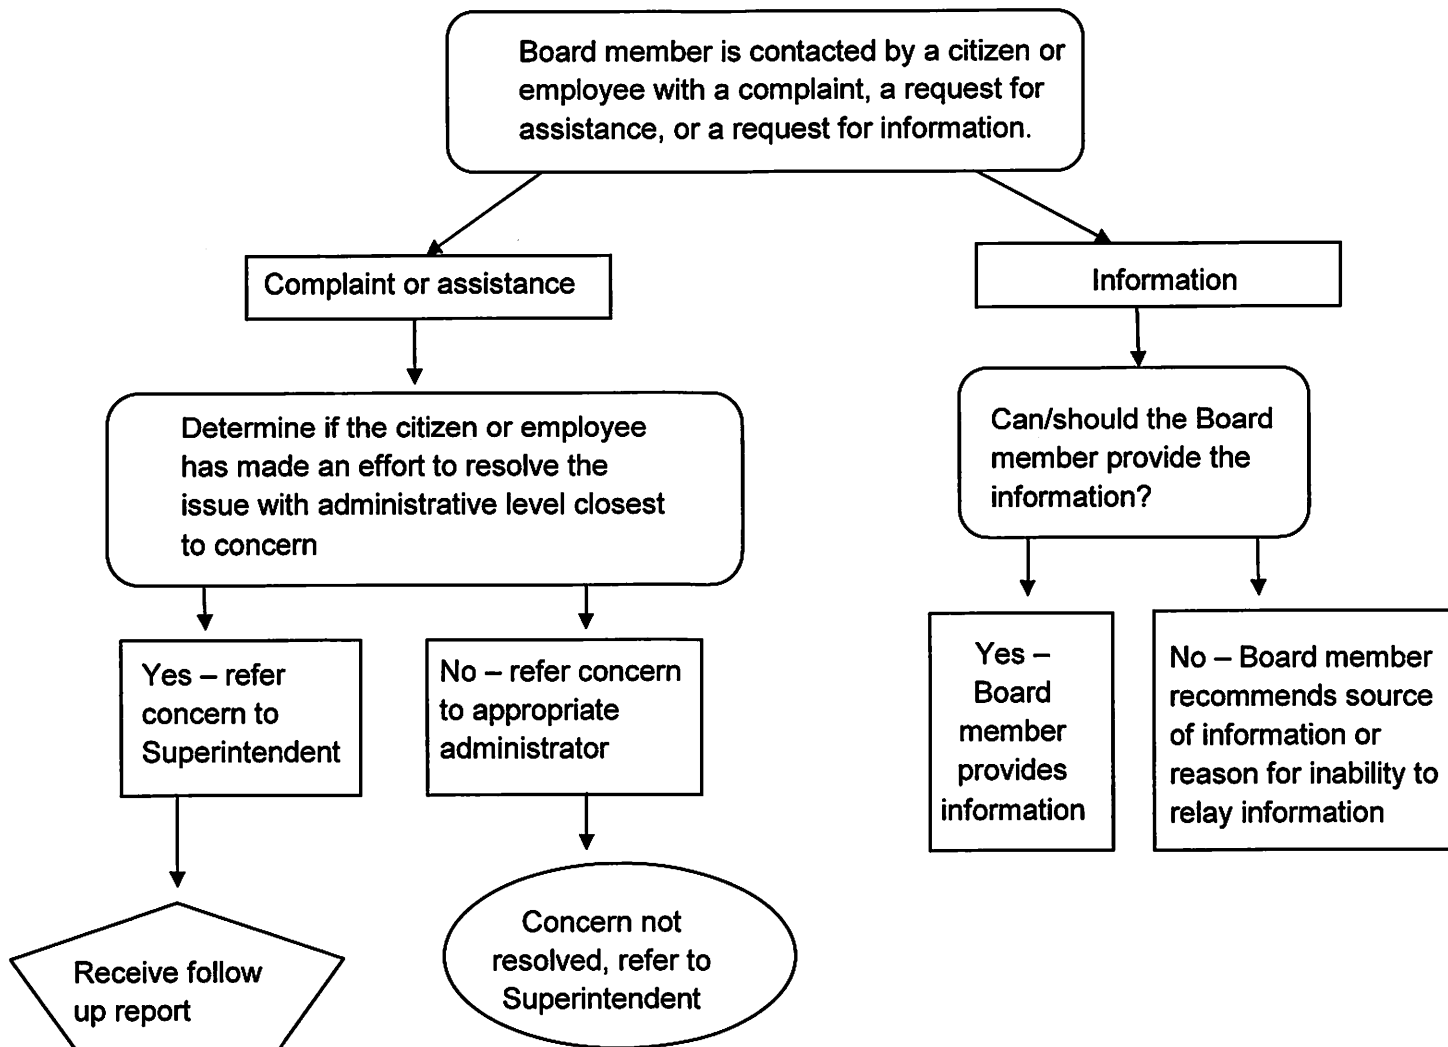 Board member is contacted by a citizen or
employee with a complaint, a request for
assistance, or a request for information.
Complaint or assistance
Information
Determine if the citizen or employee
has made an effort to resolve the
issue with administrative level closest
to concern
Can/should the Board
member provide the
information?
Yes – refer
concern to
Superintendent
No – refer concern
to appropriate
administrator
Yes –
Board
member
provides
information
No – Board member
recommends source
of information or
reason for inability to
relay information
Receive follow
up report
Concern not
resolved, refer to
Superintendent